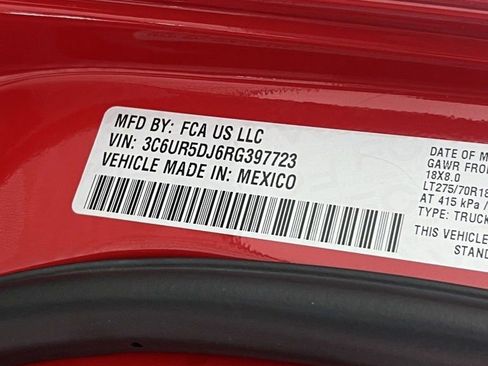 MFD BY: FCA US LLC
VIN: 3C6UR5DJ6RG397723
VEHICLE MADE IN: MEXICO
DATE OF M
GAWR FRON
18X8.0
LT275/70R18
AT 415 kPa /
TYPE: TRUCK
THIS VEHICLE
STAND